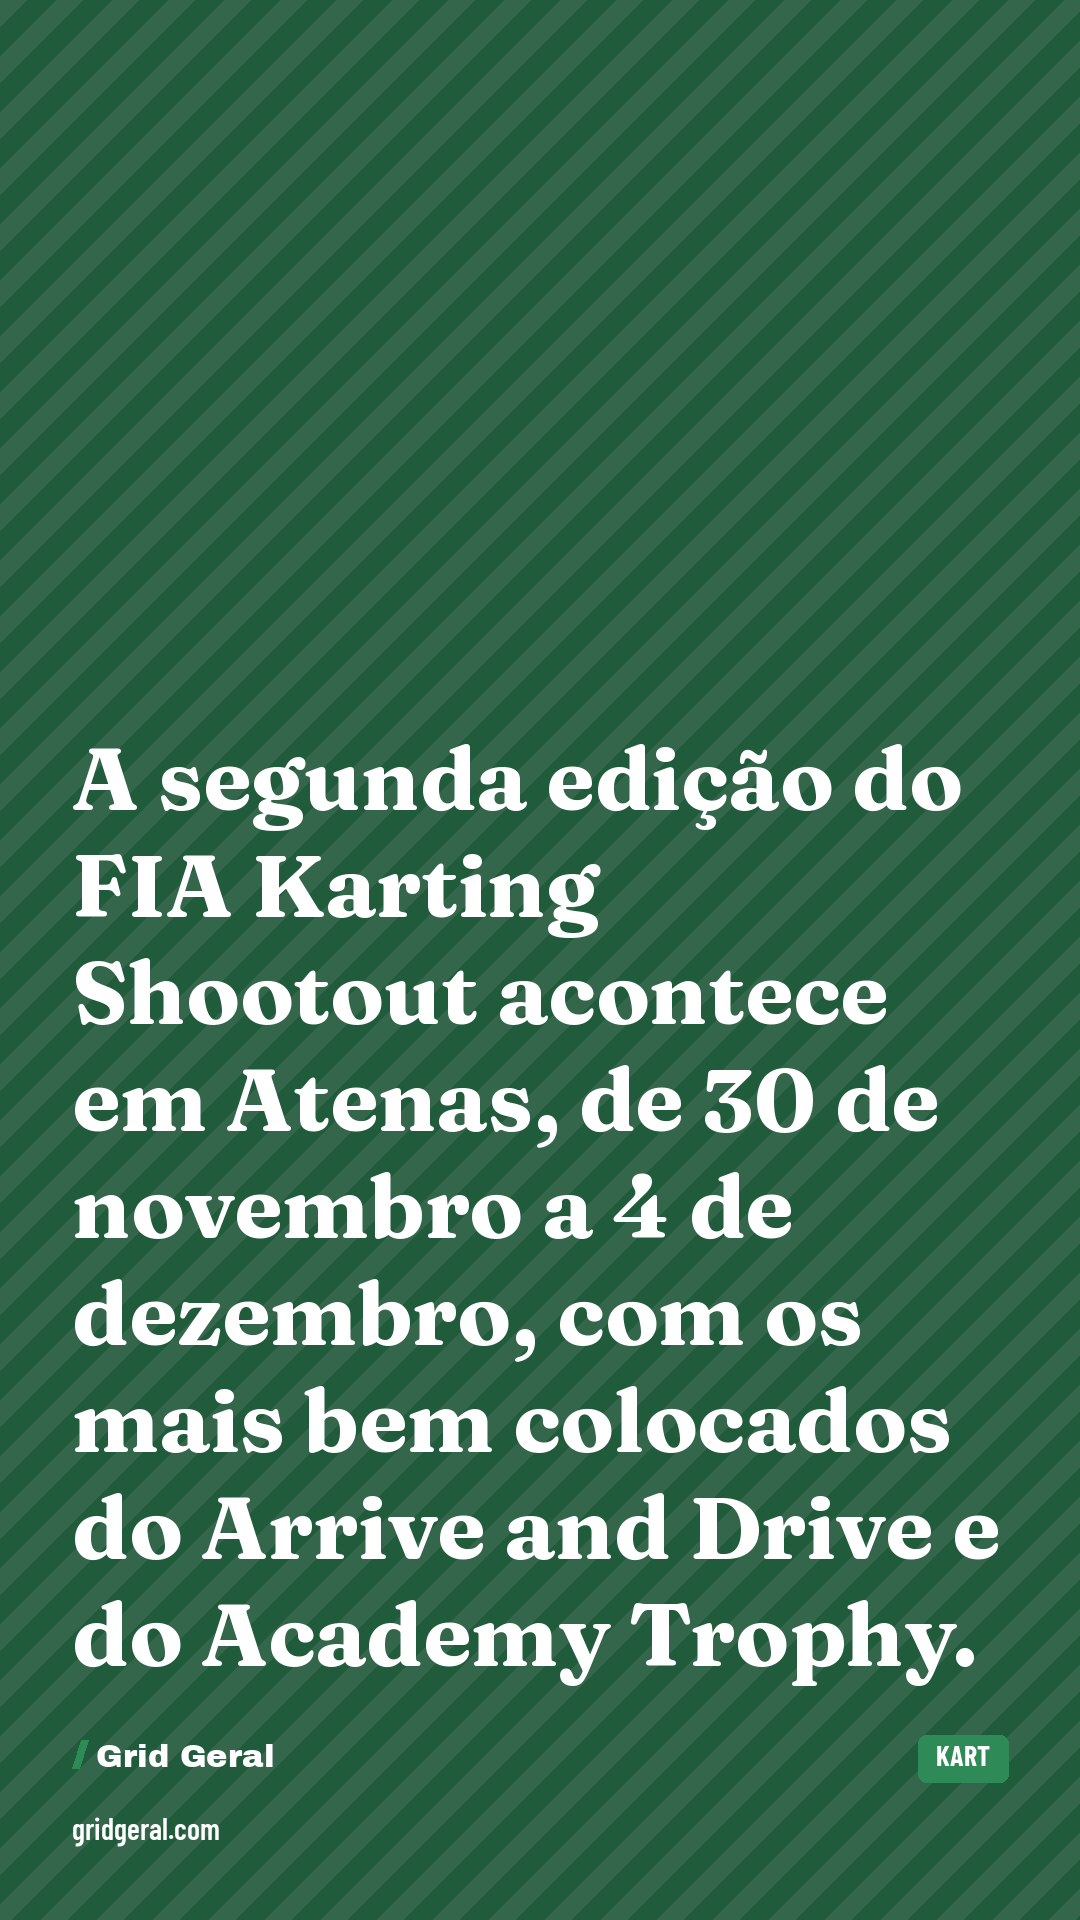 A segunda edição do
FIA Karting
Shootout acontece
em Atenas, de 30 de
novembro a 4 de
dezembro, com os
mais bem colocados
do Arrive and Drive e
do Academy Trophy.
/ Grid Geral
KART
gridgeral.com